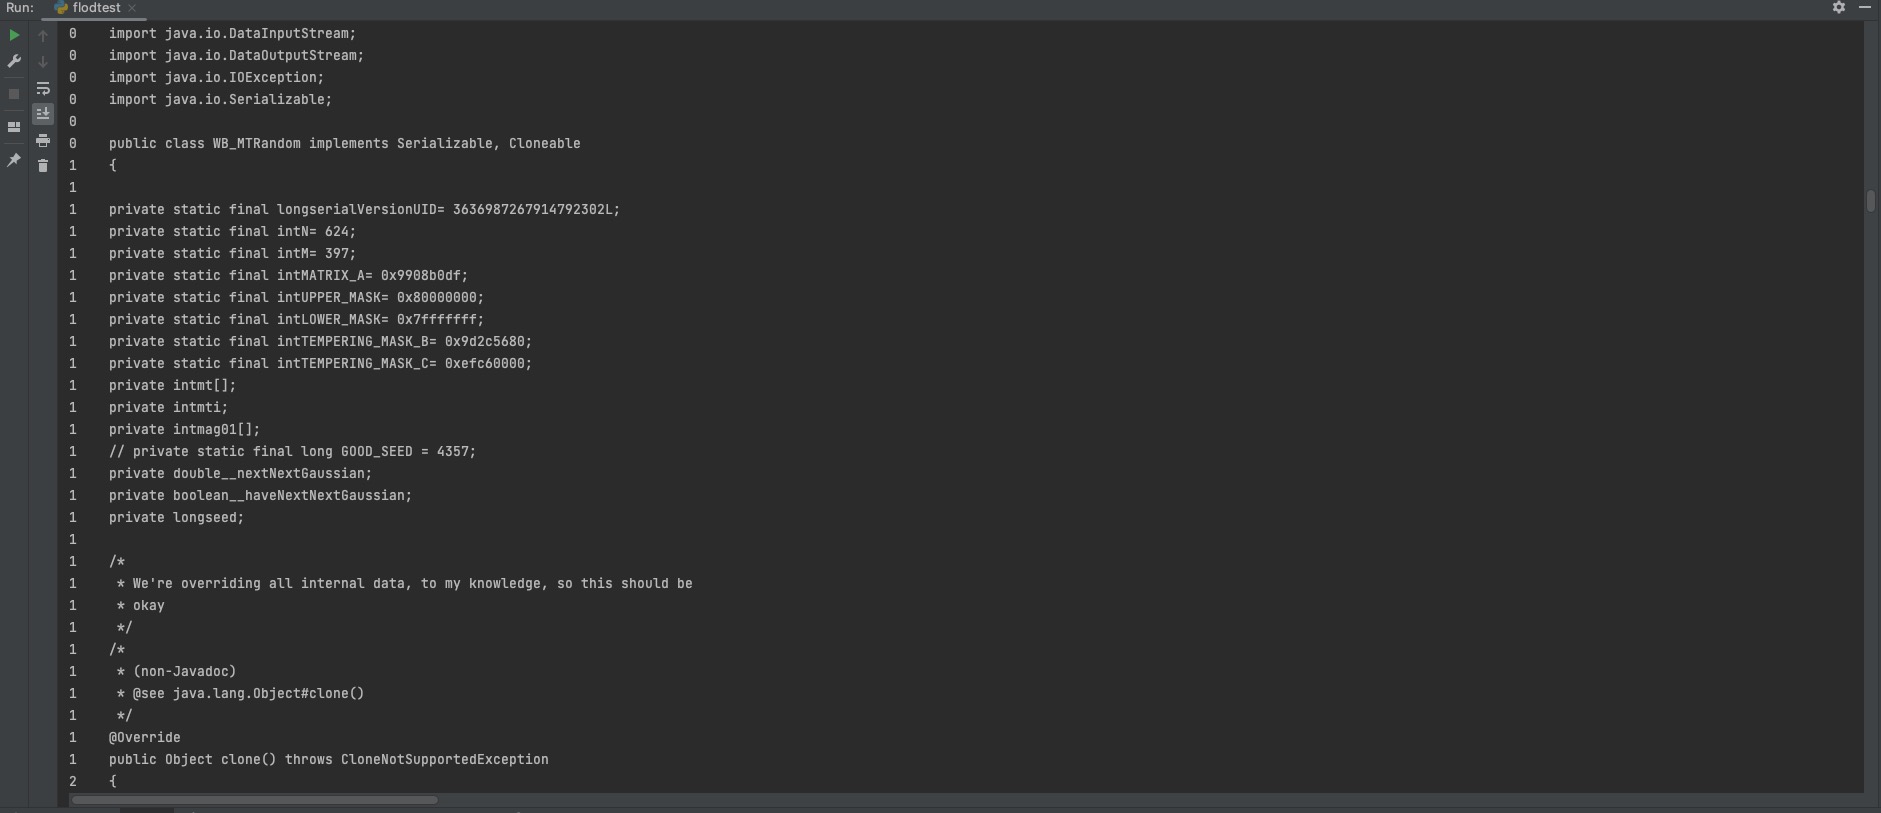 Run: flodtest
0 import java.io.DataInputStream;
0 import java.io.DataOutputStream;
0 import java.io.IOException;
0 import java.io.Serializable;
0
0 public class WB_MTRandom implements Serializable, Cloneable
1 {
1
1 private static final longserialVersionUID= 3636987267914792302L;
1 private static final intN= 624;
1 private static final intM= 397;
1 private static final intMATRIX_A= 0x9908b0df;
1 private static final intUPPER_MASK= 0x80000000;
1 private static final intLOWER_MASK= 0x7fffffff;
1 private static final intTEMPERING_MASK_B= 0x9d2c5680;
1 private static final intTEMPERING_MASK_C= 0xefc60000;
1 private intmt[];
1 private intmti;
1 private intmag01[];
1 // private static final long GOOD_SEED = 4357;
1 private double__nextNextGaussian;
1 private boolean__haveNextNextGaussian;
1 private longseed;
1
1 /*
1 * We're overriding all internal data, to my knowledge, so this should be
1 * okay
1 */
1 /*
1 * (non-Javadoc)
1 * @see java.lang.Object#clone()
1 */
1 @Override
1 public Object clone() throws CloneNotSupportedException
2 {